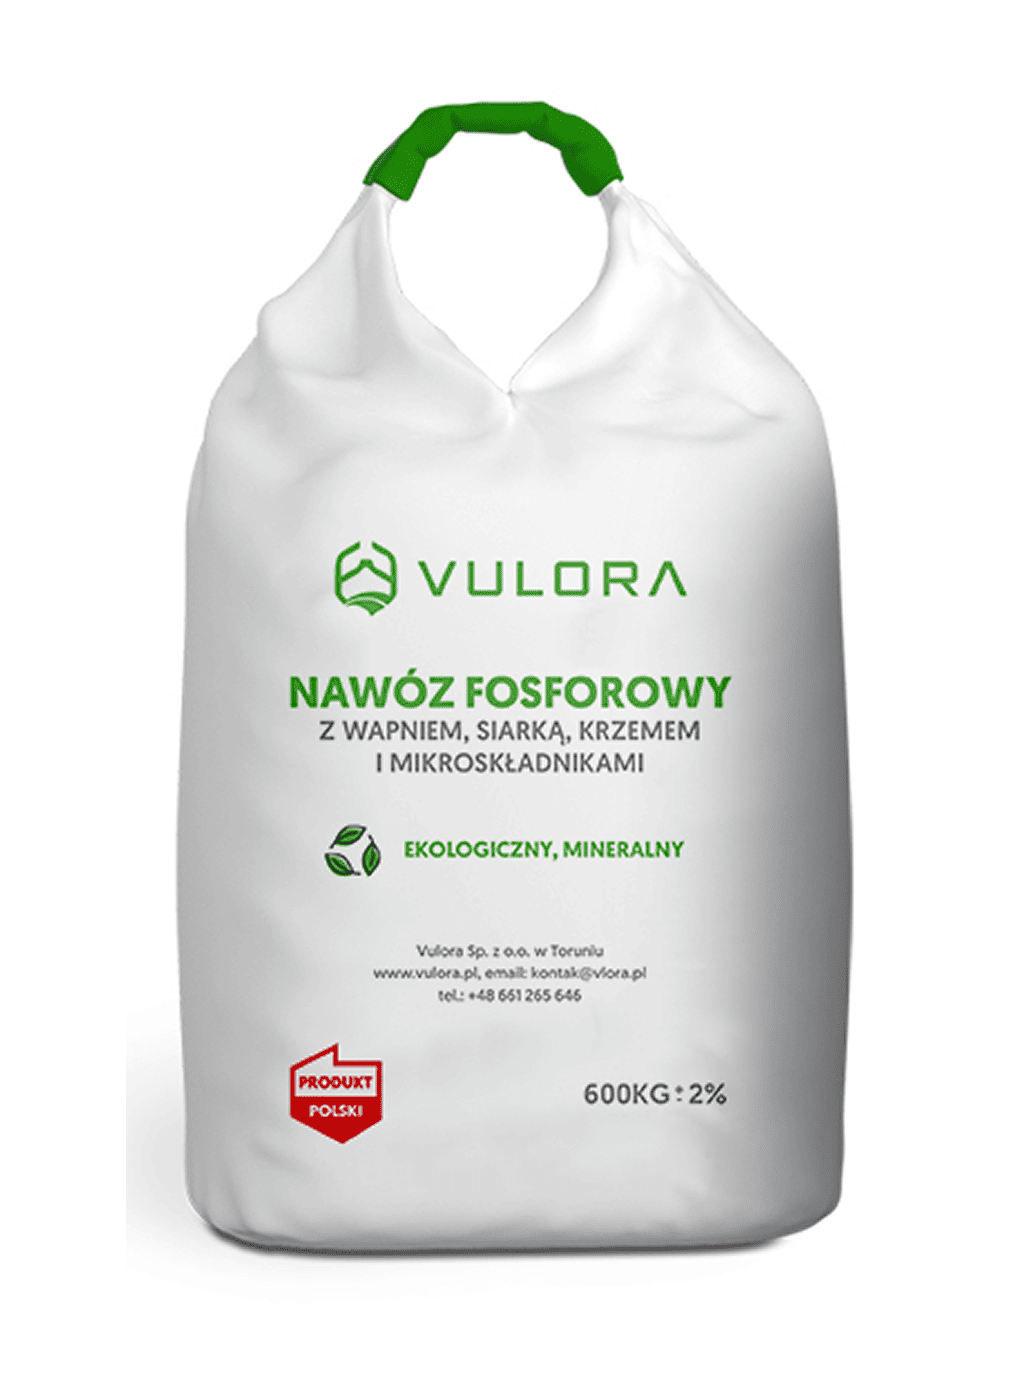 VULORA
NAWÓZ FOSFOROWY
Z WAPNIEM, SIARKĄ, KRZEMEM
I MIKROSKŁADNIKAMI
EKOLOGICZNY, MINERALNY
Vulora Sp. z o.o. w Toruniu
www.vulora.pl, email: kontak@vlora.pl
tel.: +48 661 265 646
PRODUKT
POLSKI
600KG ± 2%